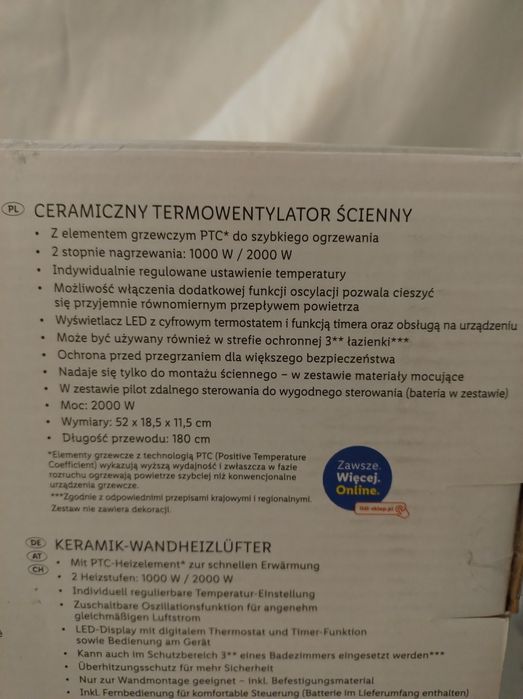 PL CERAMICZNY TERMOWENTYLATOR ŚCIENNY
• Z elementem grzewczym PTC* do szybkiego ogrzewania
• 2 stopnie nagrzewania: 1000 W / 2000 W
• Indywidualnie regulowane ustawienie temperatury
• Możliwość włączenia dodatkowej funkcji oscylacji pozwala cieszyć
się przyjemnie równomiernym przepływem powietrza
• Wyświetlacz LED z cyfrowym termostatem i funkcją timera oraz obsługą na urządzeniu
• Może być używany również w strefie ochronnej 3** łazienki***
• Ochrona przed przegrzaniem dla większego bezpieczeństwa
• Nadaje się tylko do montażu ściennego – w zestawie materiały mocujące
• W zestawie pilot zdalnego sterowania do wygodnego sterowania (bateria w zestawie)
• Moc: 2000 W
• Wymiary: 52 x 18,5 x 11,5 cm
• Długość przewodu: 180 cm
*Elementy grzewcze z technologią PTC (Positive Temperature
Coefficient) wykazują wyższą wydajność i zwłaszcza w fazie
rozruchu ogrzewają powietrze szybciej niż konwencjonalne
urządzenia grzewcze.
***Zgodnie z odpowiednimi przepisami krajowymi i regionalnymi.
Zestaw nie zawiera dekoracji.
Zawsze.
Więcej.
Online.
lidl-sklep.pl
DE AT CH KERAMIK-WANDHEIZLÜFTER
• Mit PTC-Heizelement* zur schnellen Erwärmung
• 2 Heizstufen: 1000 W / 2000 W
• Individuell regulierbare Temperatur-Einstellung
• Zuschaltbare Oszillationsfunktion für angenehm
gleichmäßigen Luftstrom
• LED-Display mit digitalem Thermostat und Timer-Funktion
sowie Bedienung am Gerät
• Kann auch im Schutzbereich 3** eines Badezimmers eingesetzt werden***
• Überhitzungsschutz für mehr Sicherheit
• Nur zur Wandmontage geeignet – Inkl. Befestigungsmaterial
• Inkl. Fernbedienung für komfortable Steuerung (Batterie im Lieferumfang enthalten)